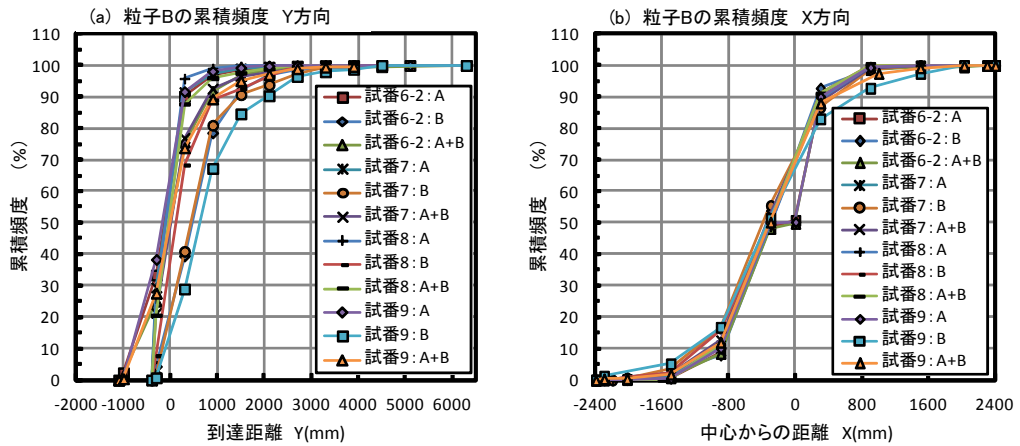 (a) 粒子Bの累積頻度 Y方向
110
100
90
80
70
60
50
40
30
20
10
0
累積頻度 (%)
-2000 -1000 0 1000 2000 3000 4000 5000 6000
到達距離 Y(mm)
試番6-2：A
試番6-2：B
試番6-2：A+B
試番7：A
試番7：B
試番7：A+B
試番8：A
試番8：B
試番8：A+B
試番9：A
試番9：B
試番9：A+B
(b) 粒子Bの累積頻度 X方向
110
100
90
80
70
60
50
40
30
20
10
0
累積頻度 (%)
-2400 -1600 -800 0 800 1600 2400
中心からの距離 X(mm)
試番6-2：A
試番6-2：B
試番6-2：A+B
試番7：A
試番7：B
試番7：A+B
試番8：A
試番8：B
試番8：A+B
試番9：A
試番9：B
試番9：A+B